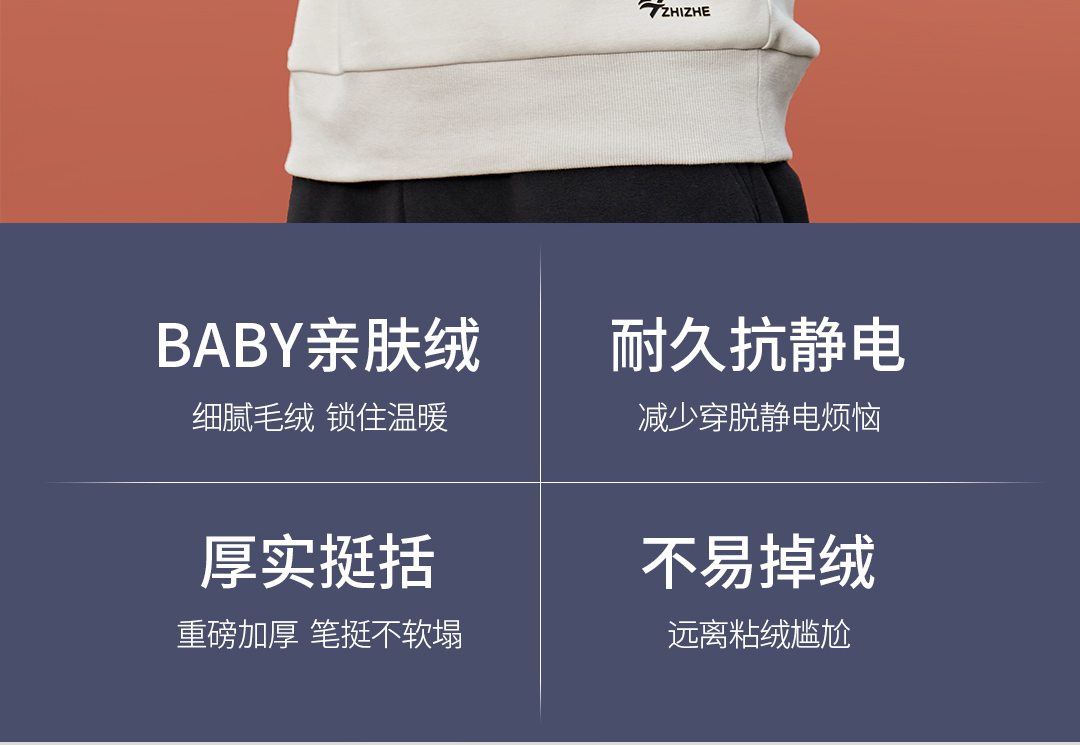 ZHIZHE
BABY亲肤绒
细腻毛绒 锁住温暖
耐久抗静电
减少穿脱静电烦恼
厚实挺括
重磅加厚 笔挺不软塌
不易掉绒
远离粘绒尴尬